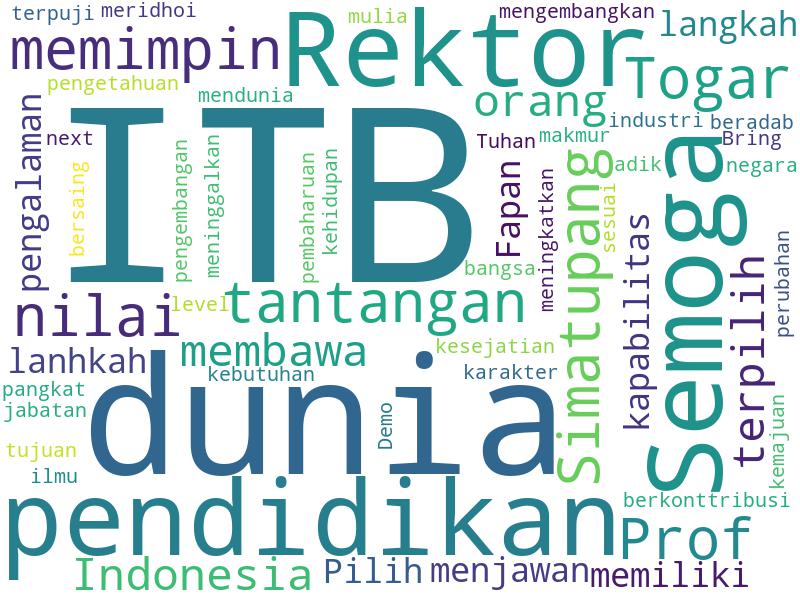 terpuji meridhoi mulia mengembangkan
memimpin Rektor langkah
pengetahuan Togar
mendunia orang
pengalaman next ITB industri beradab
Tuhan makmur Bring
bersaing pengembangan meninggalkan pembaharuan kehidupan Fapan meningkatkan Simatupang sesuai adik Semoga negara
bangsa
level tantangan kapabilitas terpilih perubahan
nilai
membawa kesejatian
lanhkah kebutuhan karakter
pangkat dunia
jabatan Demo kemajuan
tujuan
ilmu
pendidikan berkonttribusi
Prof
Indonesia Pilih menjawan memiliki